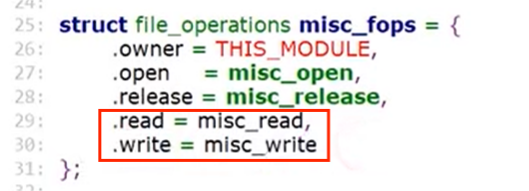 25: struct file_operations misc_fops = {
26: .owner = THIS_MODULE,
27: .open = misc_open,
28: .release = misc_release,
29: .read = misc_read,
30: .write = misc_write
31: };